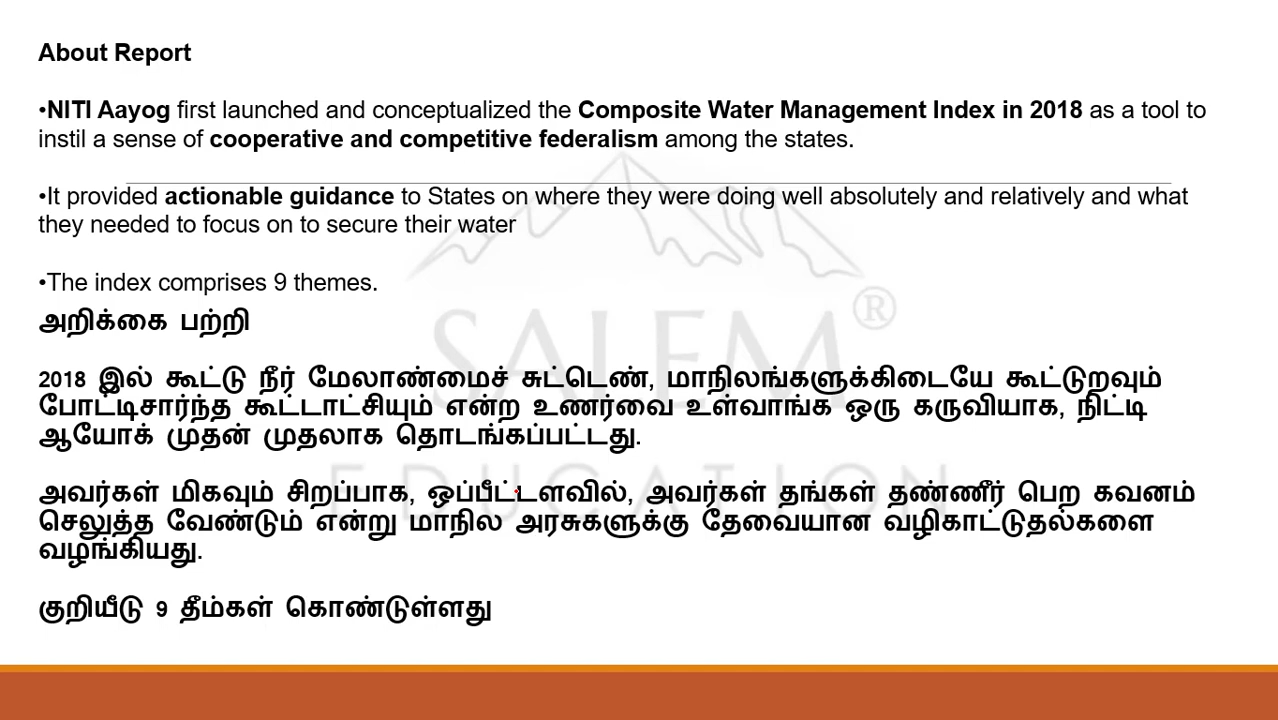 About Report
•NITI Aayog first launched and conceptualized the Composite Water Management Index in 2018 as a tool to
instil a sense of cooperative and competitive federalism among the states.
•It provided actionable guidance to States on where they were doing well absolutely and relatively and what
they needed to focus on to secure their water
•The index comprises 9 themes.
அறிக்கை பற்றி
2018 இல் கூட்டு நீர் மேலாண்மைச் சுட்டெண், மாநிலங்களுக்கிடையே கூட்டுறவும்
போட்டிசார்ந்த கூட்டாட்சியும் என்ற உணர்வை உள்வாங்க ஒரு கருவியாக, நிட்டி
ஆயோக் முதன் முதலாக தொடங்கப்பட்டது.
அவர்கள் மிகவும் சிறப்பாக, ஒப்பீட்டளவில், அவர்கள் தங்கள் தண்ணீர் பெற கவனம்
செலுத்த வேண்டும் என்று மாநில அரசுகளுக்கு தேவையான வழிகாட்டுதல்களை
வழங்கியது.
குறியீடு 9 தீம்கள் கொண்டுள்ளது
SALEM®
EDUCATION